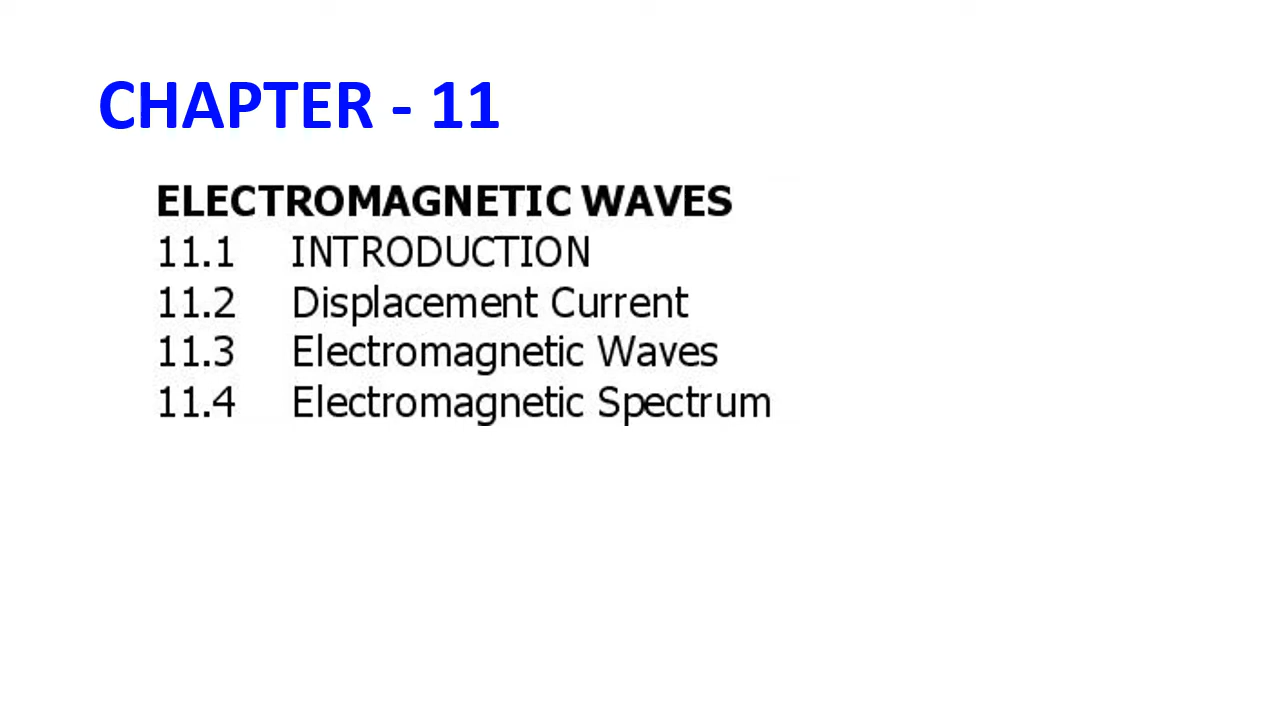 CHAPTER - 11
ELECTROMAGNETIC WAVES
11.1 INTRODUCTION
11.2 Displacement Current
11.3 Electromagnetic Waves
11.4 Electromagnetic Spectrum